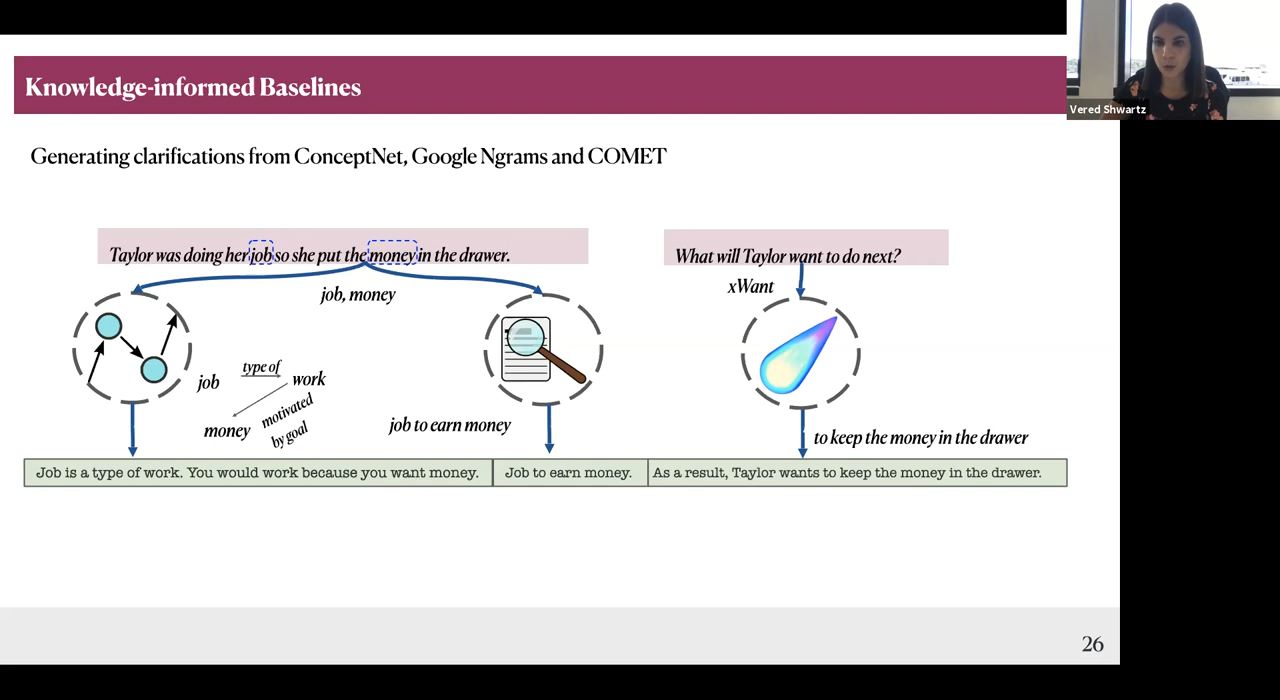 Knowledge-informed Baselines
Vered Shwartz
Generating clarifications from ConceptNet, Google Ngrams and COMET
Taylor was doing her job so she put the money in the drawer.
What will Taylor want to do next?
job, money
xWant
job
type of
work
money
motivated
by goal
job to earn money
to keep the money in the drawer
Job is a type of work. You would work because you want money.
Job to earn money.
As a result, Taylor wants to keep the money in the drawer.
26